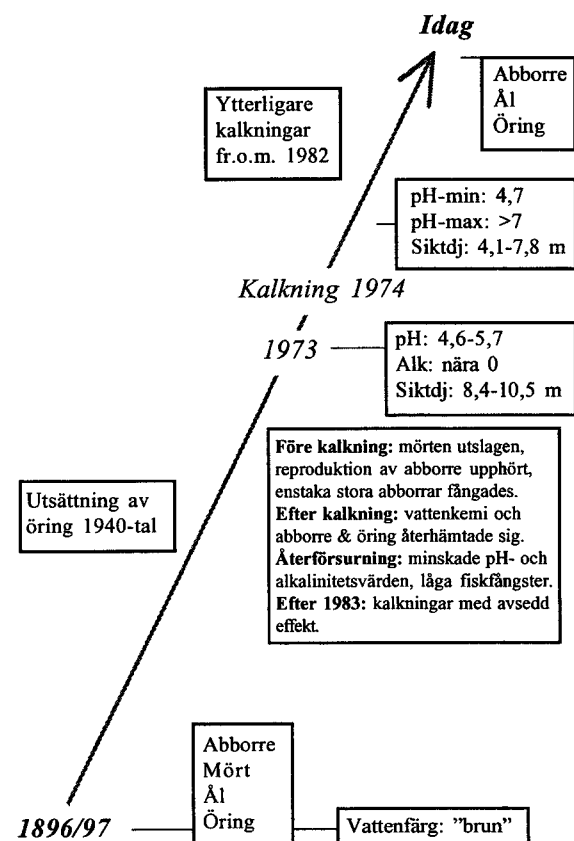 Idag
Abborre
Ål
Öring
Ytterligare
kalkningar
fr.o.m. 1982
pH-min: 4,7
pH-max: >7
Siktdj: 4,1-7,8 m
Kalkning 1974
1973
pH: 4,6-5,7
Alk: nära 0
Siktdj: 8,4-10,5 m
Före kalkning: mörten utslagen,
reproduktion av abborre upphört,
enstaka stora abborrar fångades.
Efter kalkning: vattenkemi och
abborre & öring återhämtade sig.
Återförsurning: minskade pH- och
alkalinitetsvärden, låga fiskfångster.
Efter 1983: kalkningar med avsedd
effekt.
Utsättning av
öring 1940-tal
Abborre
Mört
Ål
Öring
1896/97
Vattenfärg: ”brun”